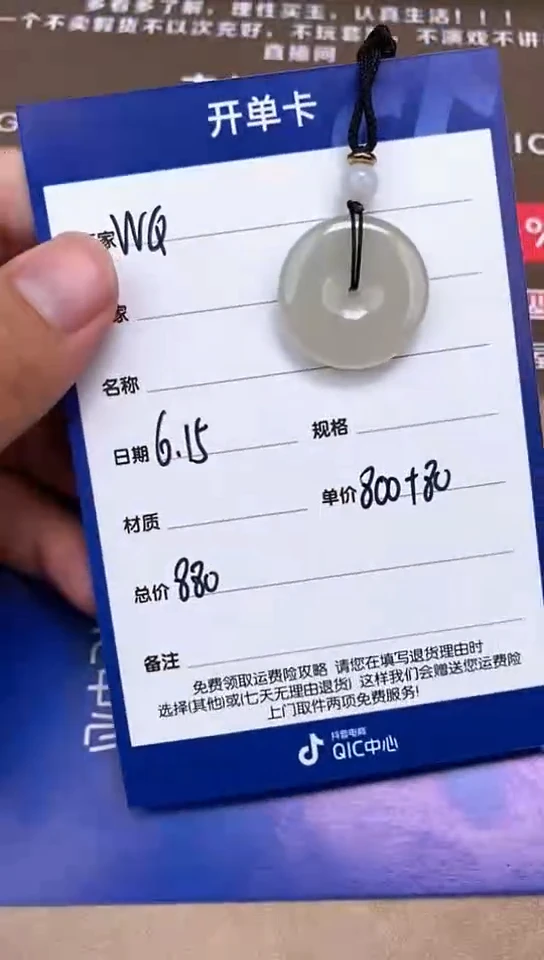 多看多了解，理性买玉，认真生活！！！
一个不卖假货不以次充好，不玩套
不演戏不讲
直播间
开单卡
家 WQ
家
名称
日期 6.15 规格
材质 单价 800+80
总价 880
备注
免费领取运费险攻略 请您在填写退货理由时
选择(其他)或(七天无理由退货) 这样我们会赠送您运费险
上门取件两项免费服务!
抖音电商
QIC中心